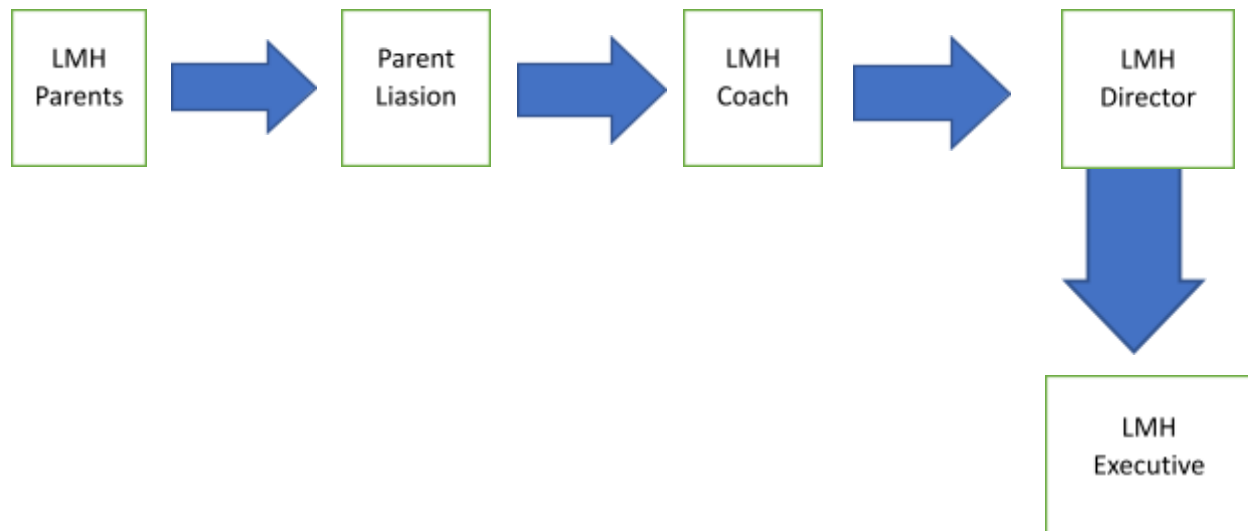 LMH
Parents
Parent
Liasion
LMH
Coach
LMH
Director
LMH
Executive